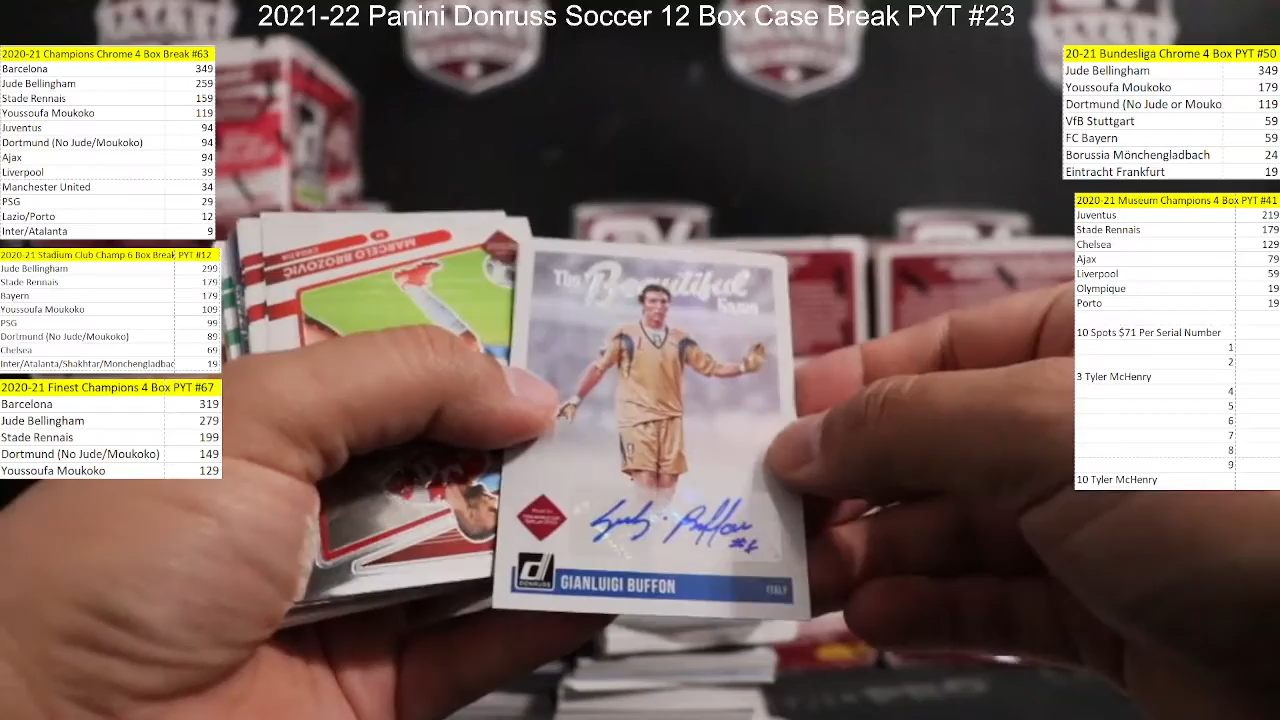 2021-22 Panini Donruss Soccer 12 Box Case Break PYT #23
2020-21 Champions Chrome 4 Box Break #63
Barcelona 349
Jude Bellingham 259
Stade Rennais 159
Youssoufa Moukoko 119
Juventus 94
Dortmund (No Jude/Moukoko) 94
Ajax 94
Liverpool 39
Manchester United 34
PSG 29
Lazio/Porto 12
Inter/Atalanta 9
2020-21 Stadium Club Champ 6 Box Break PYT #12
Jude Bellingham 299
Stade Rennais 179
Bayern 179
Youssoufa Moukoko 109
PSG 99
Dortmund (No Jude/Moukoko) 89
Chelsea 69
Inter/Atalanta/Shakhtar/Monchengladbac 19
2020-21 Finest Champions 4 Box PYT #67
Barcelona 319
Jude Bellingham 279
Stade Rennais 199
Dortmund (No Jude/Moukoko) 149
Youssoufa Moukoko 129
MARCELO BROZOVIĆ
CROATIA
The Beautiful Game
Gianluigi Buffon #1
DONRUSS
GIANLUIGI BUFFON
ITALY
20-21 Bundesliga Chrome 4 Box PYT #50
Jude Bellingham 349
Youssoufa Moukoko 179
Dortmund (No Jude or Mouko 119
VfB Stuttgart 59
FC Bayern 59
Borussia Mönchengladbach 24
Eintracht Frankfurt 19
2020-21 Museum Champions 4 Box PYT #41
Juventus 219
Stade Rennais 179
Chelsea 129
Ajax 79
Liverpool 59
Olympique 19
Porto 19
10 Spots $71 Per Serial Number
1
2
3 Tyler McHenry
4
5
6
7
8
9
10 Tyler McHenry